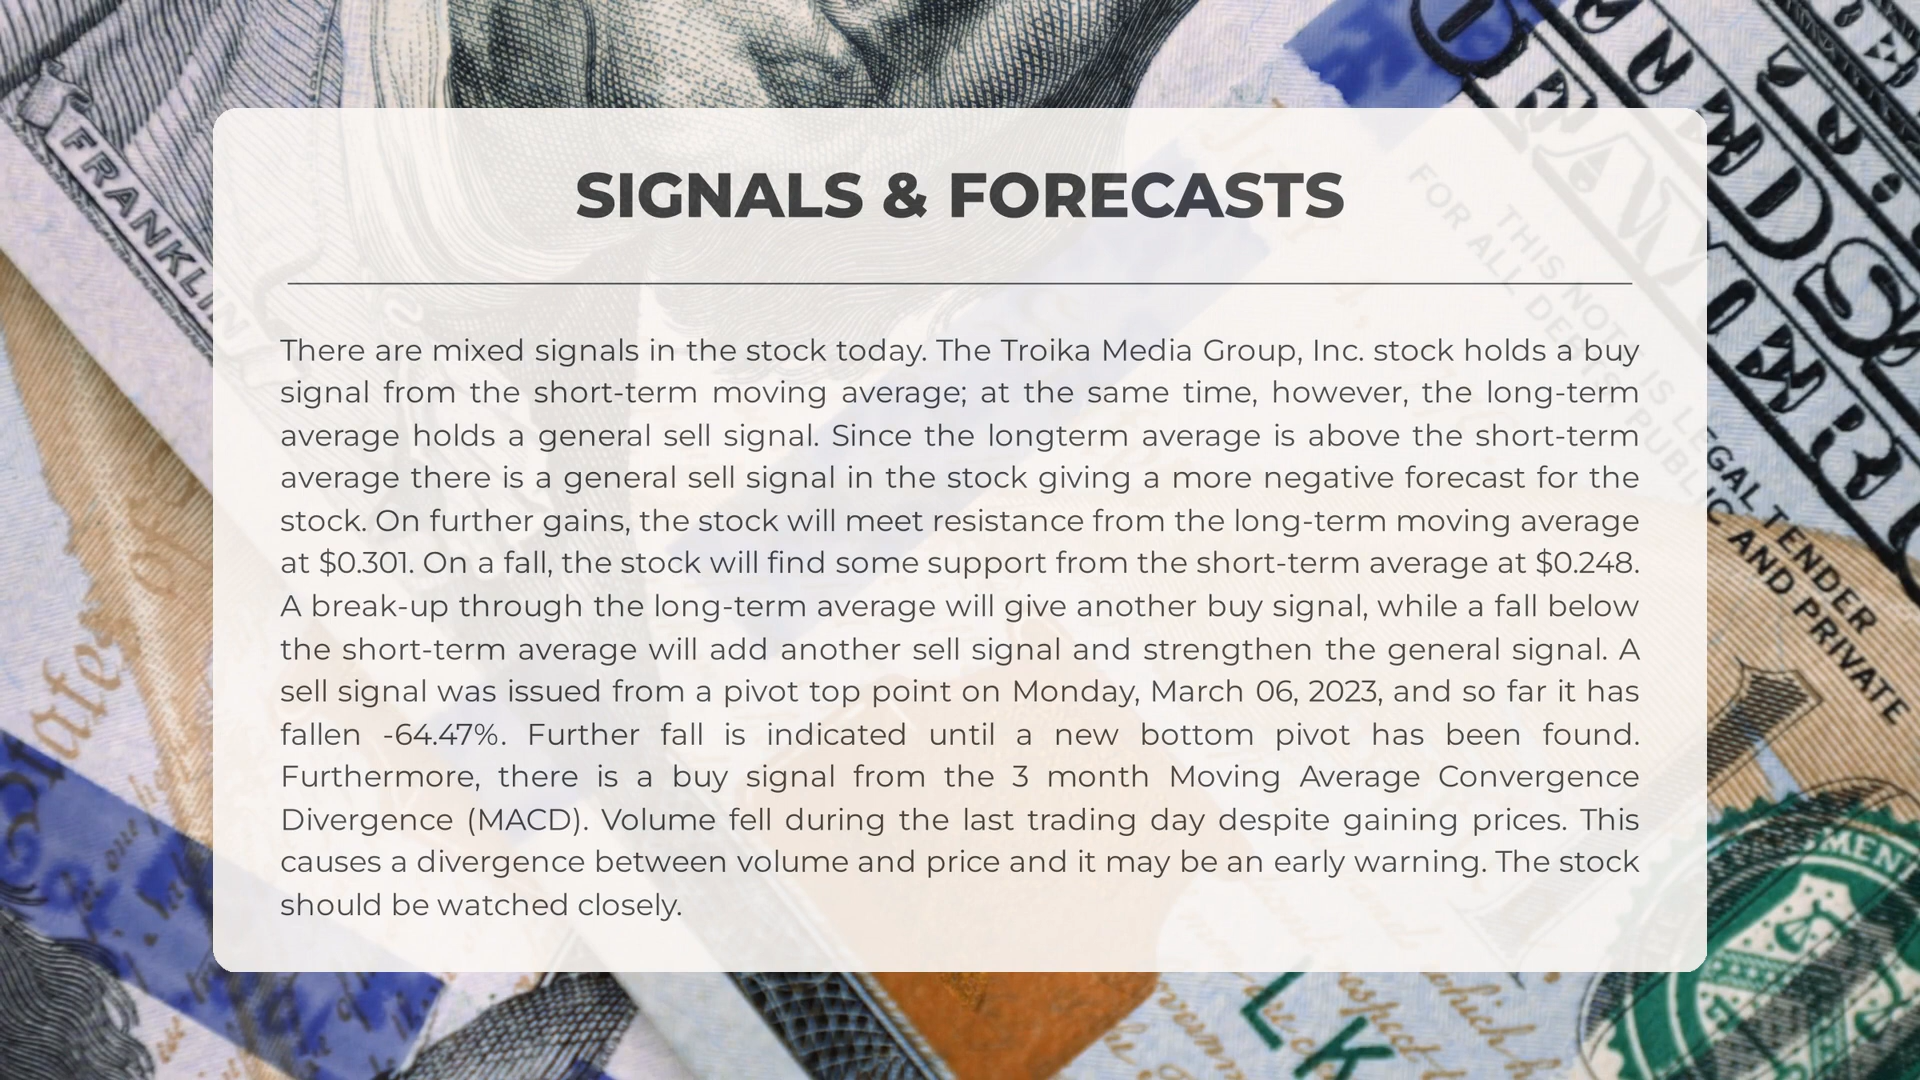 SIGNALS & FORECASTS
There are mixed signals in the stock today. The Troika Media Group, Inc. stock holds a buy
signal from the short-term moving average; at the same time, however, the long-term
average holds a general sell signal. Since the longterm average is above the short-term
average there is a general sell signal in the stock giving a more negative forecast for the
stock. On further gains, the stock will meet resistance from the long-term moving average
at $0.301. On a fall, the stock will find some support from the short-term average at $0.248.
A break-up through the long-term average will give another buy signal, while a fall below
the short-term average will add another sell signal and strengthen the general signal. A
sell signal was issued from a pivot top point on Monday, March 06, 2023, and so far it has
fallen -64.47%. Further fall is indicated until a new bottom pivot has been found.
Furthermore, there is a buy signal from the 3 month Moving Average Convergence
Divergence (MACD). Volume fell during the last trading day despite gaining prices. This
causes a divergence between volume and price and it may be an early warning. The stock
should be watched closely.
FRANKLIN
THIS NOTE IS LEGAL TENDER
FOR ALL DEBTS, PUBLIC AND PRIVATE